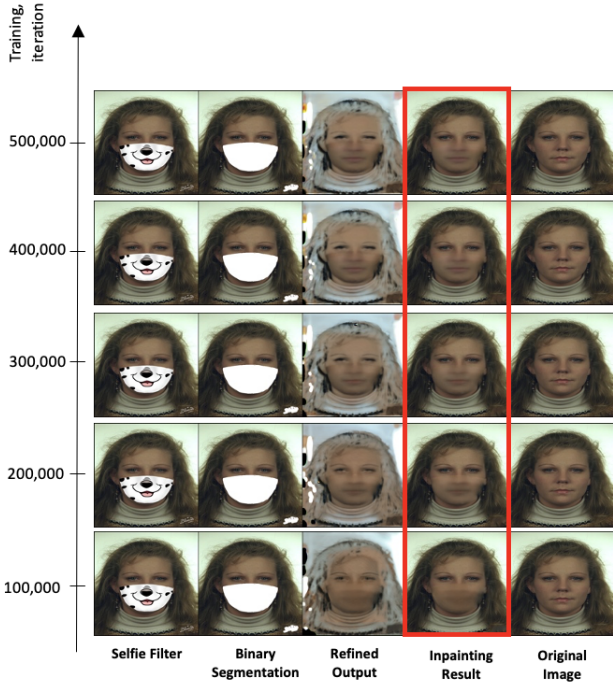 Training,
iteration
500,000
400,000
300,000
200,000
100,000
Selfie Filter
Binary
Segmentation
Refined
Output
Inpainting
Result
Original
Image